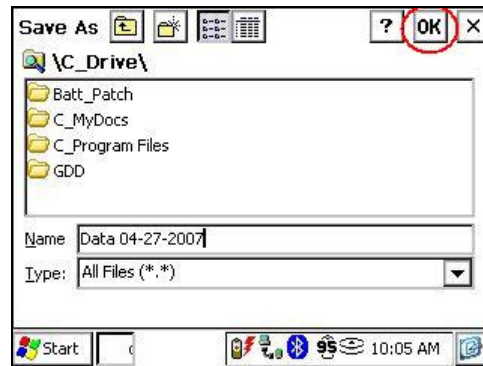 Save As ? OK ×
\C_Drive\
Batt_Patch
C_MyDocs
C_Program Files
GDD
Name Data 04-27-2007
Type: All Files (*.*)
Start 95 10:05 AM